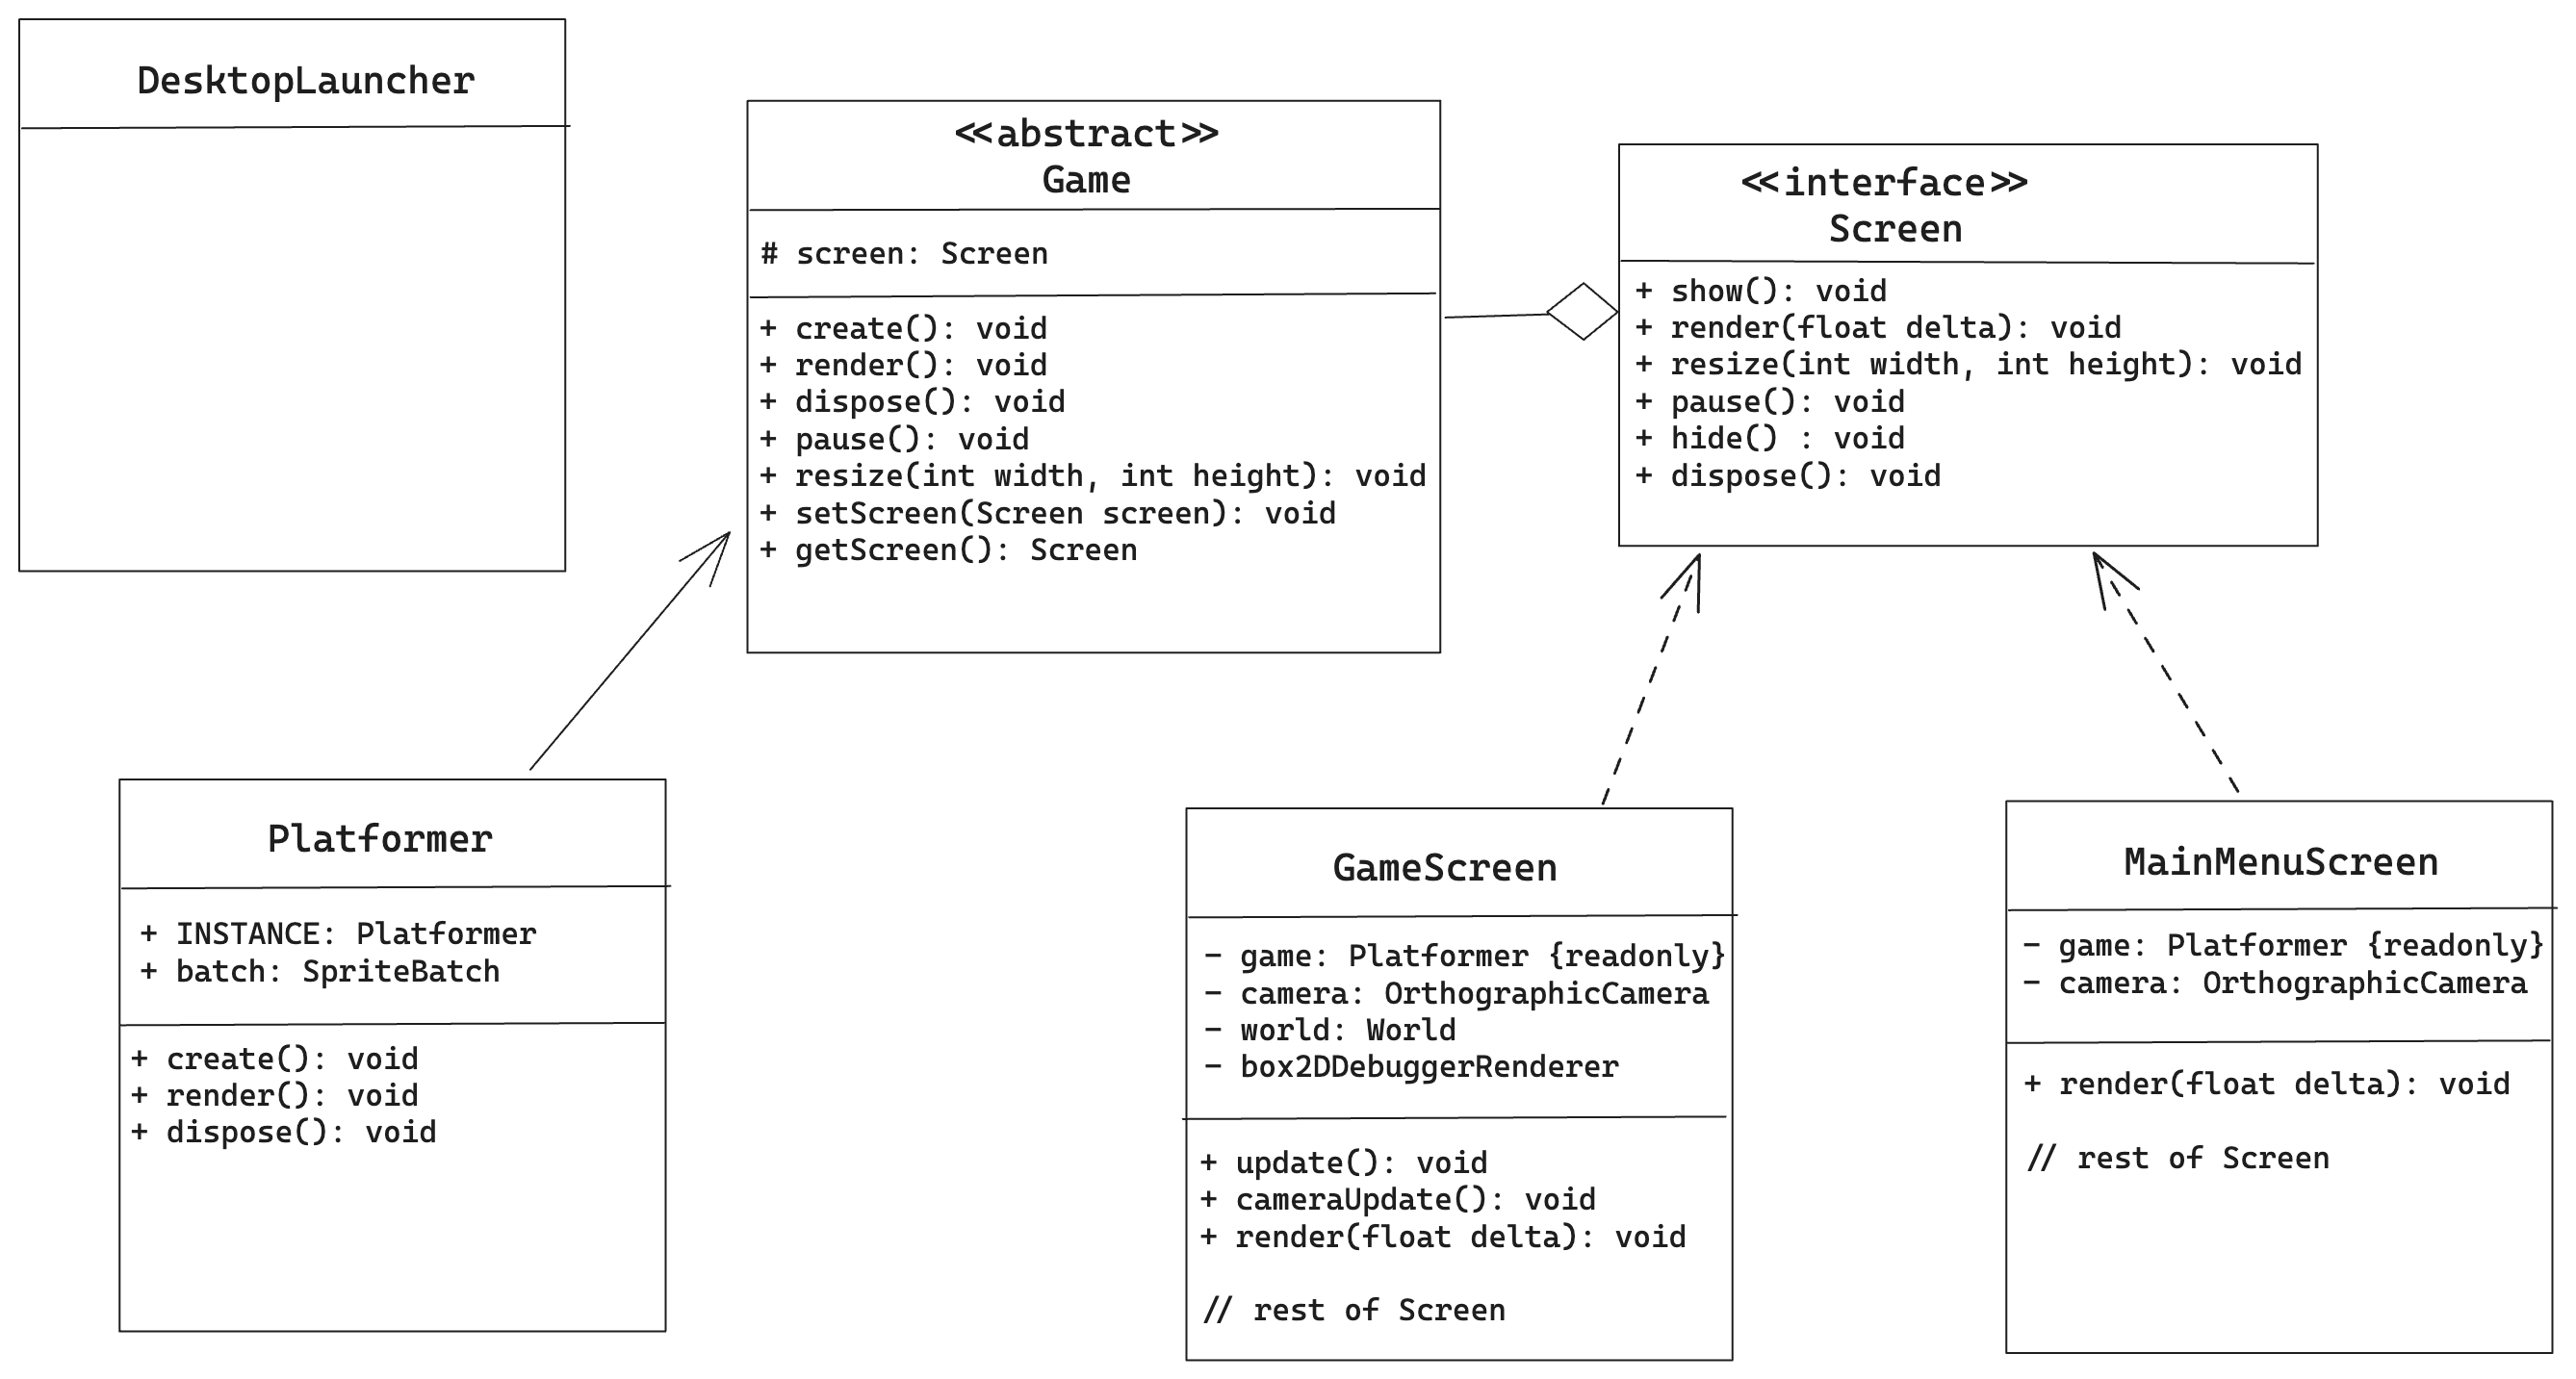 DesktopLauncher
<<abstract>>
Game
# screen: Screen
+ create(): void
+ render(): void
+ dispose(): void
+ pause(): void
+ resize(int width, int height): void
+ setScreen(Screen screen): void
+ getScreen(): Screen
<<interface>>
Screen
+ show(): void
+ render(float delta): void
+ resize(int width, int height): void
+ pause(): void
+ hide() : void
+ dispose(): void
Platformer
+ INSTANCE: Platformer
+ batch: SpriteBatch
+ create(): void
+ render(): void
+ dispose(): void
GameScreen
- game: Platformer {readonly}
- camera: OrthographicCamera
- world: World
- box2DDebuggerRenderer
+ update(): void
+ cameraUpdate(): void
+ render(float delta): void
// rest of Screen
MainMenuScreen
- game: Platformer {readonly}
- camera: OrthographicCamera
+ render(float delta): void
// rest of Screen